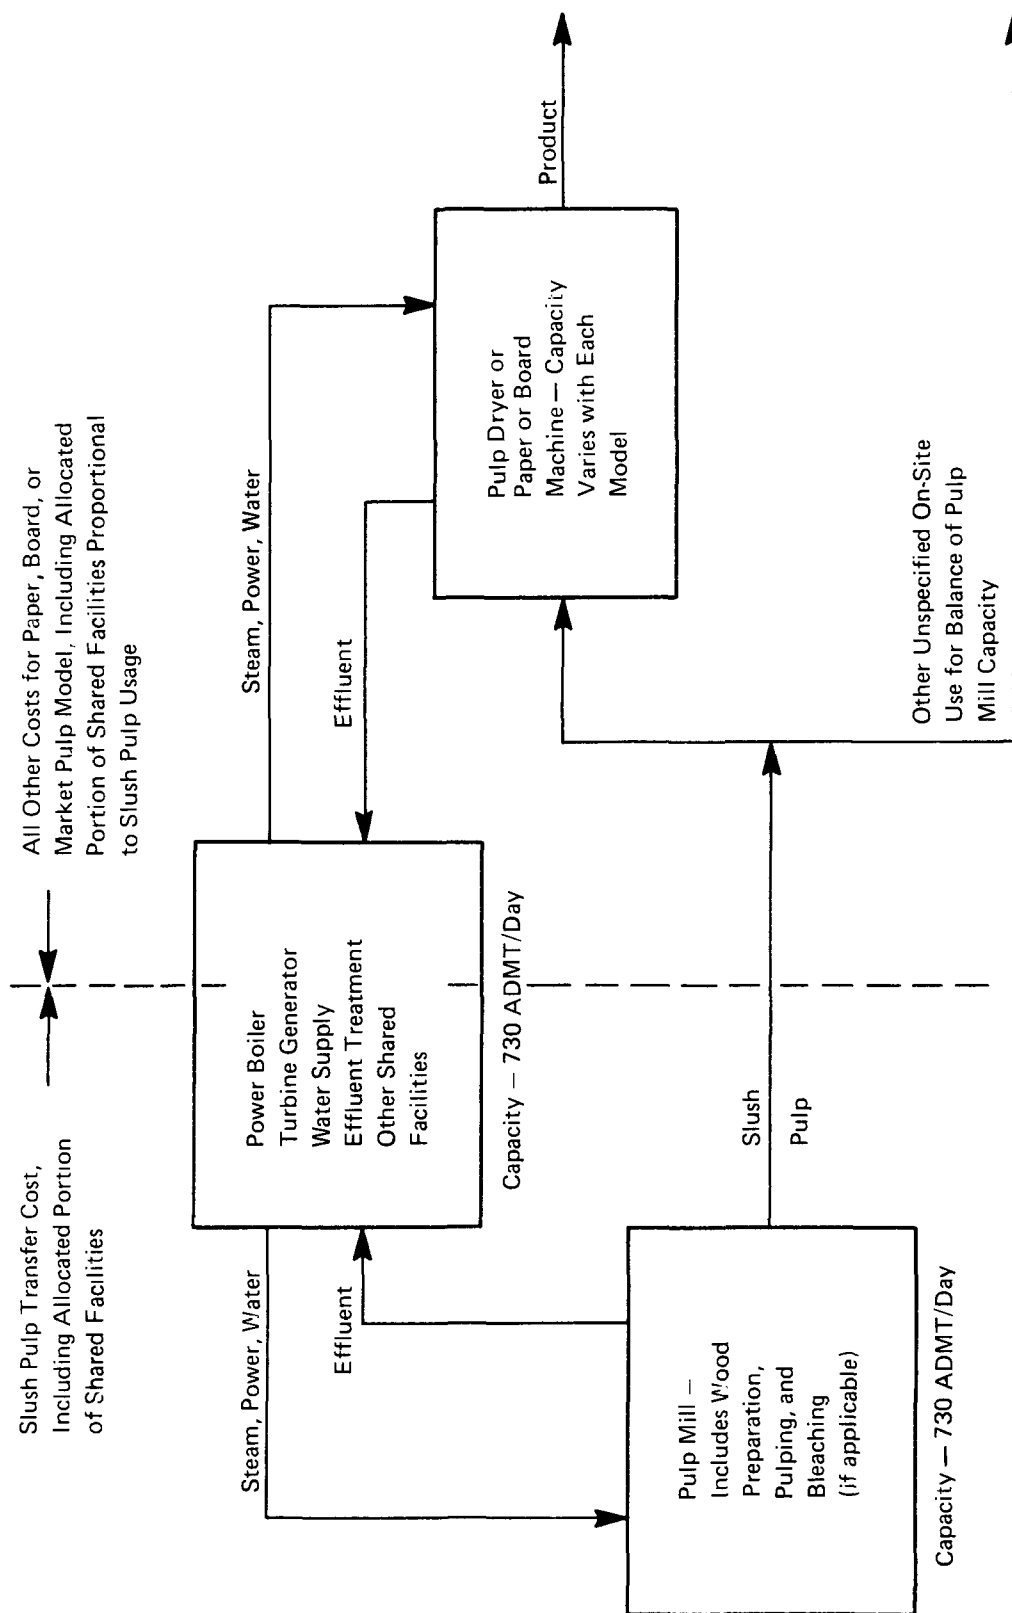 Slush Pulp Transfer Cost,
Including Allocated Portion
of Shared Facilities
All Other Costs for Paper, Board, or
Market Pulp Model, Including Allocated
Portion of Shared Facilities Proportional
to Slush Pulp Usage
Steam, Power, Water
Effluent
Power Boiler
Turbine Generator
Water Supply
Effluent Treatment
Other Shared
Facilities
Capacity — 730 ADMT/Day
Steam, Power, Water
Effluent
Pulp Dryer or
Paper or Board
Machine — Capacity
Varies with Each
Model
Product
Pulp Mill —
Includes Wood
Preparation,
Pulping, and
Bleaching
(if applicable)
Capacity — 730 ADMT/Day
Slush
Pulp
Other Unspecified On-Site
Use for Balance of Pulp
Mill Capacity